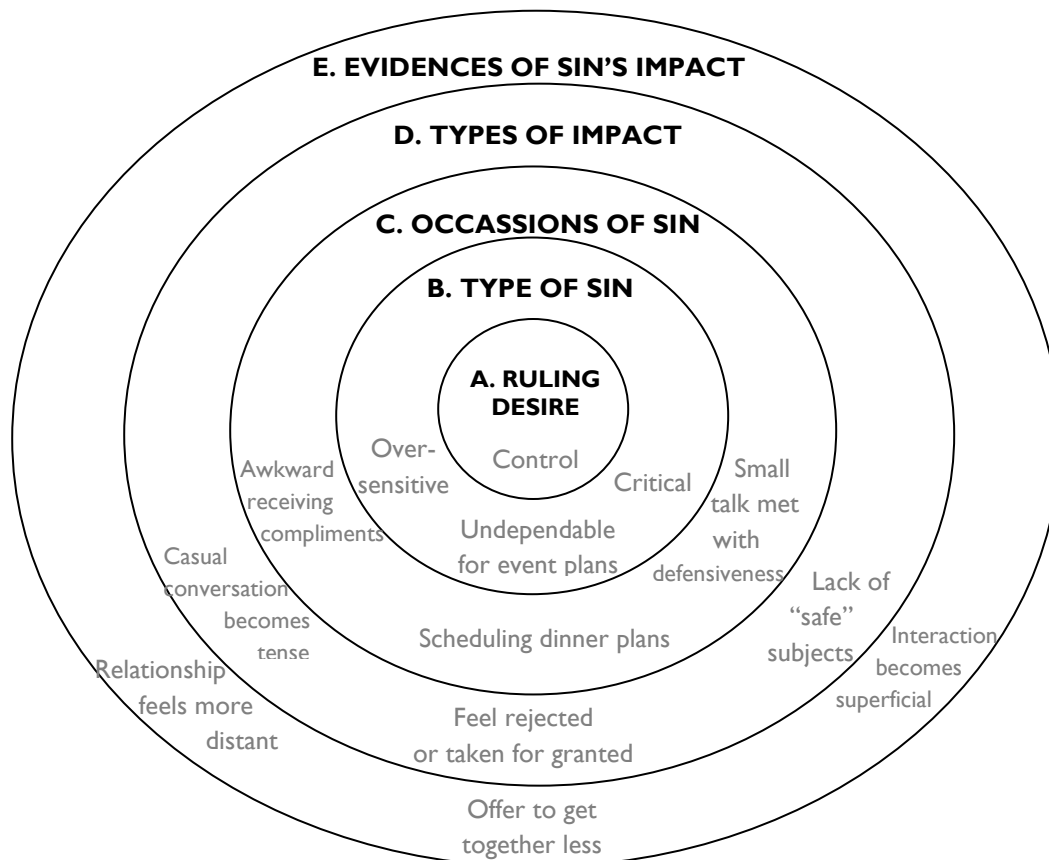 E. EVIDENCES OF SIN'S IMPACT
D. TYPES OF IMPACT
C. OCCASSIONS OF SIN
B. TYPE OF SIN
A. RULING
DESIRE
Control
Over-
sensitive
Critical
Undependable
for event plans
Awkward
receiving
compliments
Small
talk met
with
defensiveness
Scheduling dinner plans
Casual
conversation
becomes
tense
Lack of
“safe”
subjects
Feel rejected
or taken for granted
Relationship
feels more
distant
Interaction
becomes
superficial
Offer to get
together less